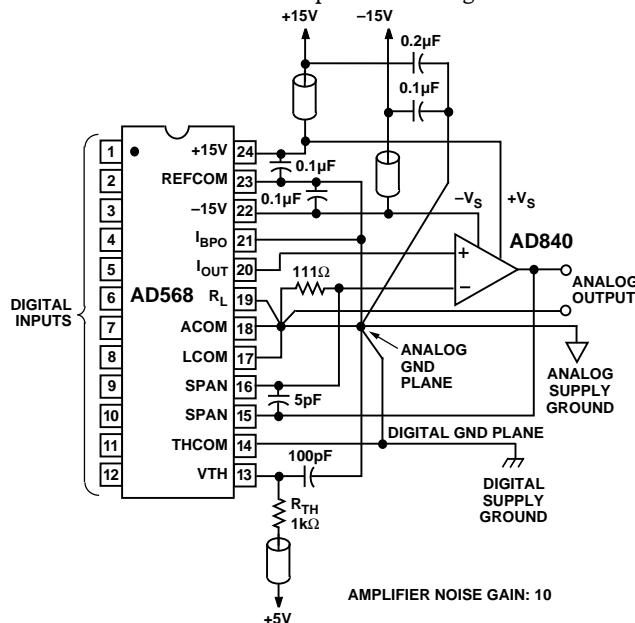 +15V
–15V
0.2µF
0.1µF
DIGITAL
INPUTS
AD568
1
2
3
4
5
6
7
8
9
10
11
12
+15V 24
REFCOM 23
–15V 22
IBPO 21
IOUT 20
RL 19
ACOM 18
LCOM 17
SPAN 16
SPAN 15
THCOM 14
VTH 13
0.1µF
0.1µF
–VS
+VS
AD840
+
–
111Ω
ANALOG
OUTPUT
ANALOG
GND
PLANE
ANALOG
SUPPLY
GROUND
5pF
DIGITAL GND PLANE
100pF
DIGITAL
SUPPLY
GROUND
RTH
1kΩ
+5V
AMPLIFIER NOISE GAIN: 10